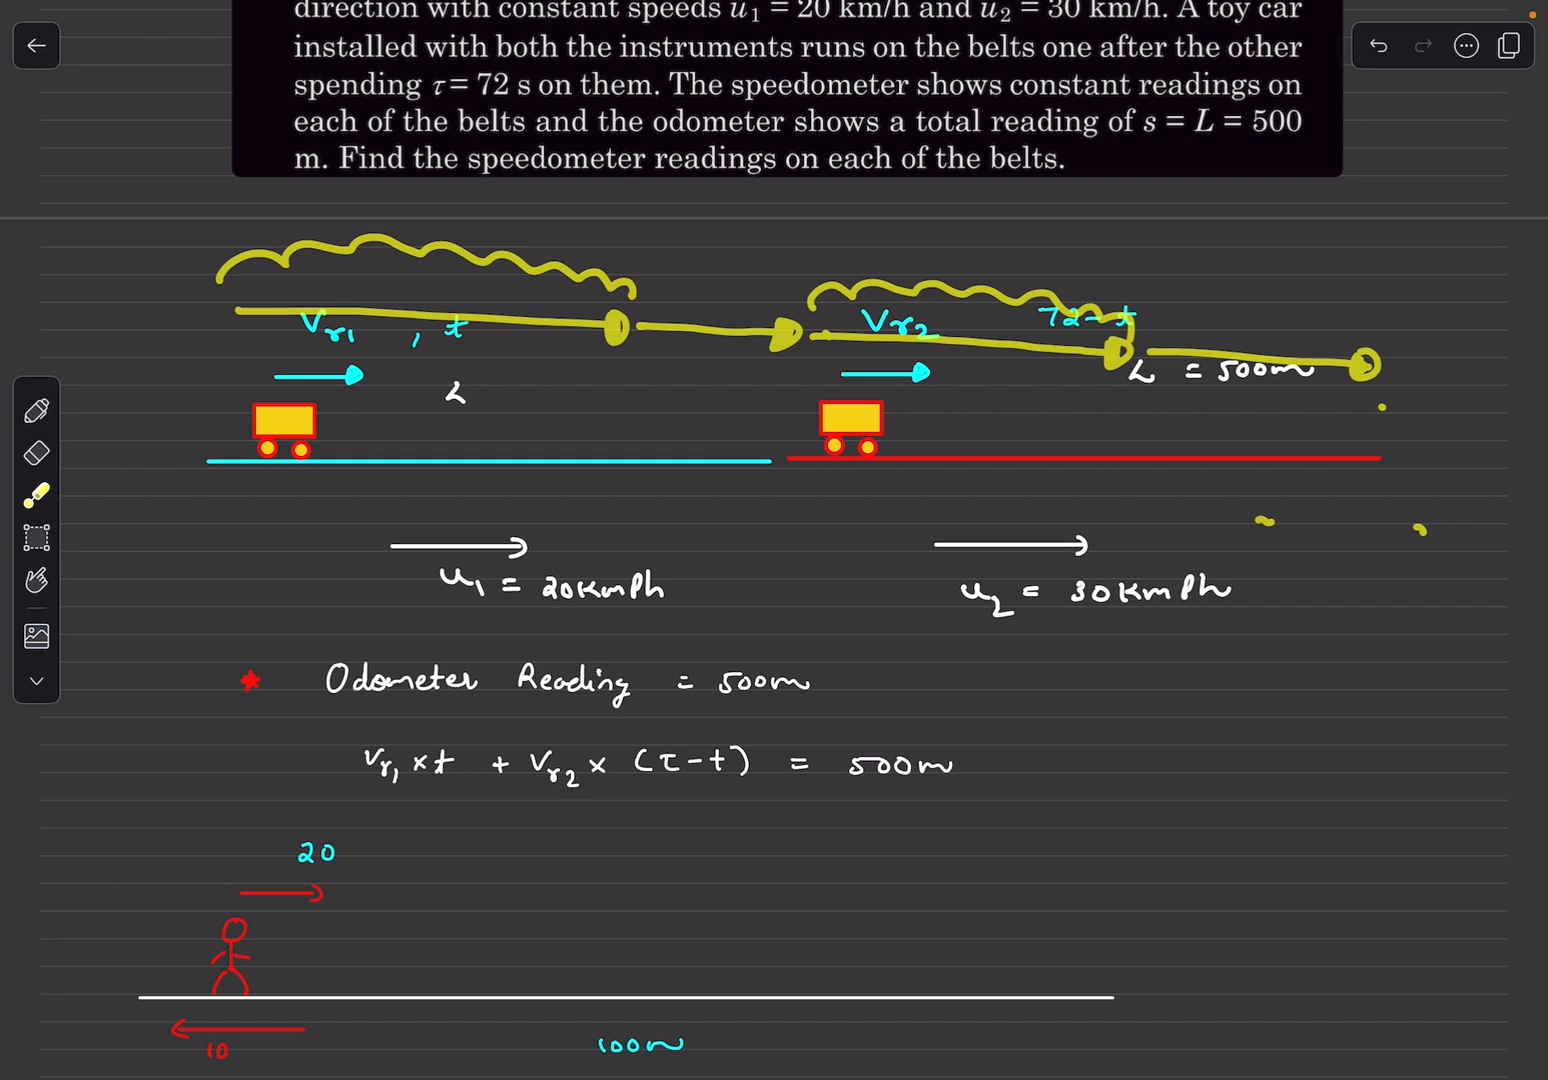 direction with constant speeds u₁ = 20 km/h and u₂ = 30 km/h. A toy car
installed with both the instruments runs on the belts one after the other
spending τ = 72 s on them. The speedometer shows constant readings on
each of the belts and the odometer shows a total reading of s = L = 500
m. Find the speedometer readings on each of the belts.
Vr₁ , t
Vr₂ 72-t
L
L = 500m
u₁ = 20KmPh
u₂ = 30KmPh
* Odometer Reading = 500m
Vr₁ × t + Vr₂ × (τ - t) = 500m
20
10
100m